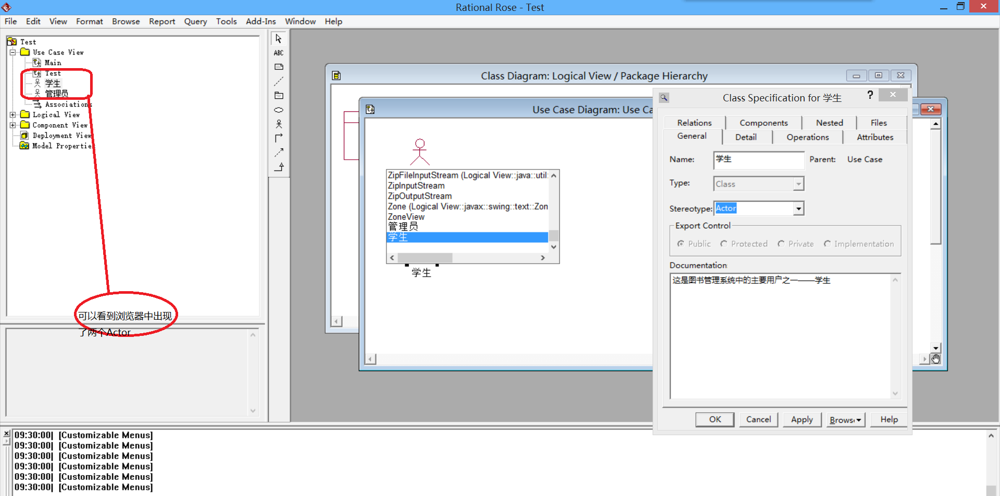 Rational Rose - Test
File Edit View Format Browse Report Query Tools Add-Ins Window Help
Test
Use Case View
Main
Test
学生
管理员
Associations
Logical View
Component View
Deployment View
Model Properties
可以看到浏览器中出现
了两个Actor
ABC
Class Diagram: Logical View / Package Hierarchy
Use Case Diagram: Use Ca
ZipFileInputStream (Logical View::java::util:
ZipInputStream
ZipOutputStream
Zone (Logical View::javax::swing::text::Zon
ZoneView
管理员
学生
学生
Class Specification for 学生
?
Relations Components Nested Files
General Detail Operations Attributes
Name: 学生 Parent: Use Case
Type: Class
Stereotype: Actor
Export Control
Public Protected Private Implementation
Documentation
这是图书管理系统中的主要用户之一——学生
OK Cancel Apply Brows Help
09:30:00| [Customizable Menus]
09:30:00| [Customizable Menus]
09:30:00| [Customizable Menus]
09:30:00| [Customizable Menus]
09:30:00| [Customizable Menus]
09:30:00| [Customizable Menus]